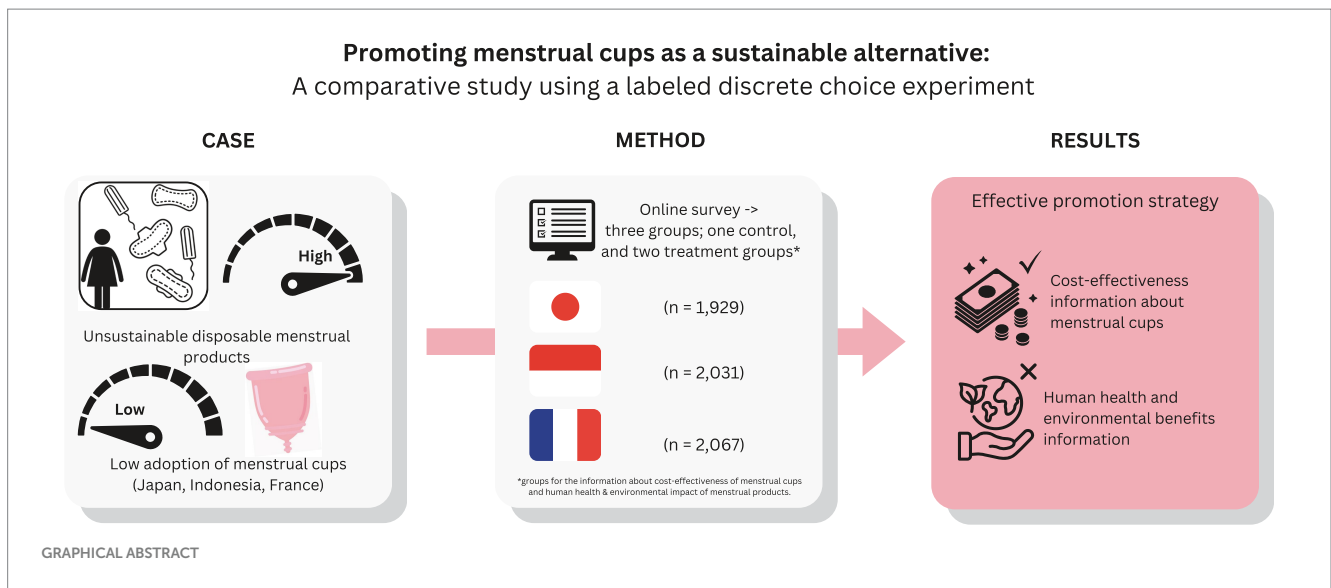 Promoting menstrual cups as a sustainable alternative:
A comparative study using a labeled discrete choice experiment
CASE
High
Unsustainable disposable menstrual
products
Low
Low adoption of menstrual cups
(Japan, Indonesia, France)
METHOD
Online survey ->
three groups; one control,
and two treatment groups*
(n = 1,929)
(n = 2,031)
(n = 2,067)
*groups for the information about cost-effectiveness of menstrual cups
and human health & environmental impact of menstrual products.
RESULTS
Effective promotion strategy
Cost-effectiveness
information about
menstrual cups
Human health and
environmental benefits
information
GRAPHICAL ABSTRACT